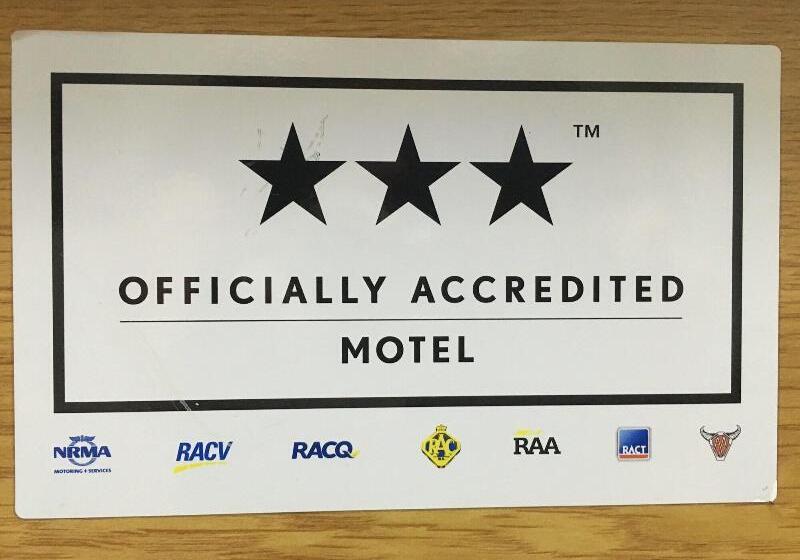 TM
OFFICIALLY ACCREDITED
MOTEL
NRMA RACV RACQ RAC RAA RACT
MOTORING + SERVICES